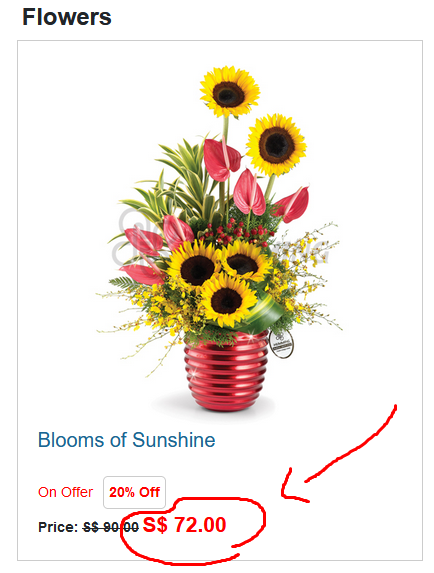 Flowers
Blooms of Sunshine
On Offer 20% Off
Price: S$ 90.00 S$ 72.00